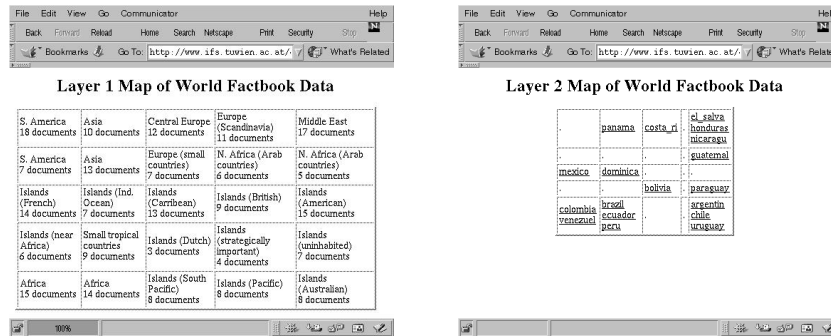 File Edit View Go Communicator Help
Back Forward Reload Home Search Netscape Print Security Stop N
Bookmarks Go To: http://www.ifs.tuwien.ac.at/ What's Related
Layer 1 Map of World Factbook Data
S. America
18 documents
Asia
10 documents
Central Europe
12 documents
Europe
(Scandinavia)
11 documents
Middle East
17 documents
S. America
7 documents
Asia
13 documents
Europe (small
countries)
7 documents
N. Africa (Arab
countries)
6 documents
N. Africa (Arab
countries)
5 documents
Islands
(French)
14 documents
Islands (Ind.
Ocean)
7 documents
Islands
(Carribean)
13 documents
Islands (British)
9 documents
Islands
(American)
15 documents
Islands (near
Africa)
6 documents
Small tropical
countries
9 documents
Islands (Dutch)
3 documents
Islands
(strategically
important)
4 documents
Islands
(uninhabited)
7 documents
Africa
15 documents
Africa
14 documents
Islands (South
Pacific)
8 documents
Islands (Pacific)
8 documents
Islands
(Australian)
8 documents
100%
File Edit View Go Communicator Help
Back Forward Reload Home Search Netscape Print Security Stop N
Bookmarks Go To: http://www.ifs.tuwien.ac.at/ What's Relate
Layer 2 Map of World Factbook Data
. panama costa_ri .
el_salva
honduras
nicaragu
. . . . guatemal
mexico dominica . . .
. . bolivia . paraguay
colombia
venezuel
brazil
ecuador
peru
. .
argentin
chile
uruguay